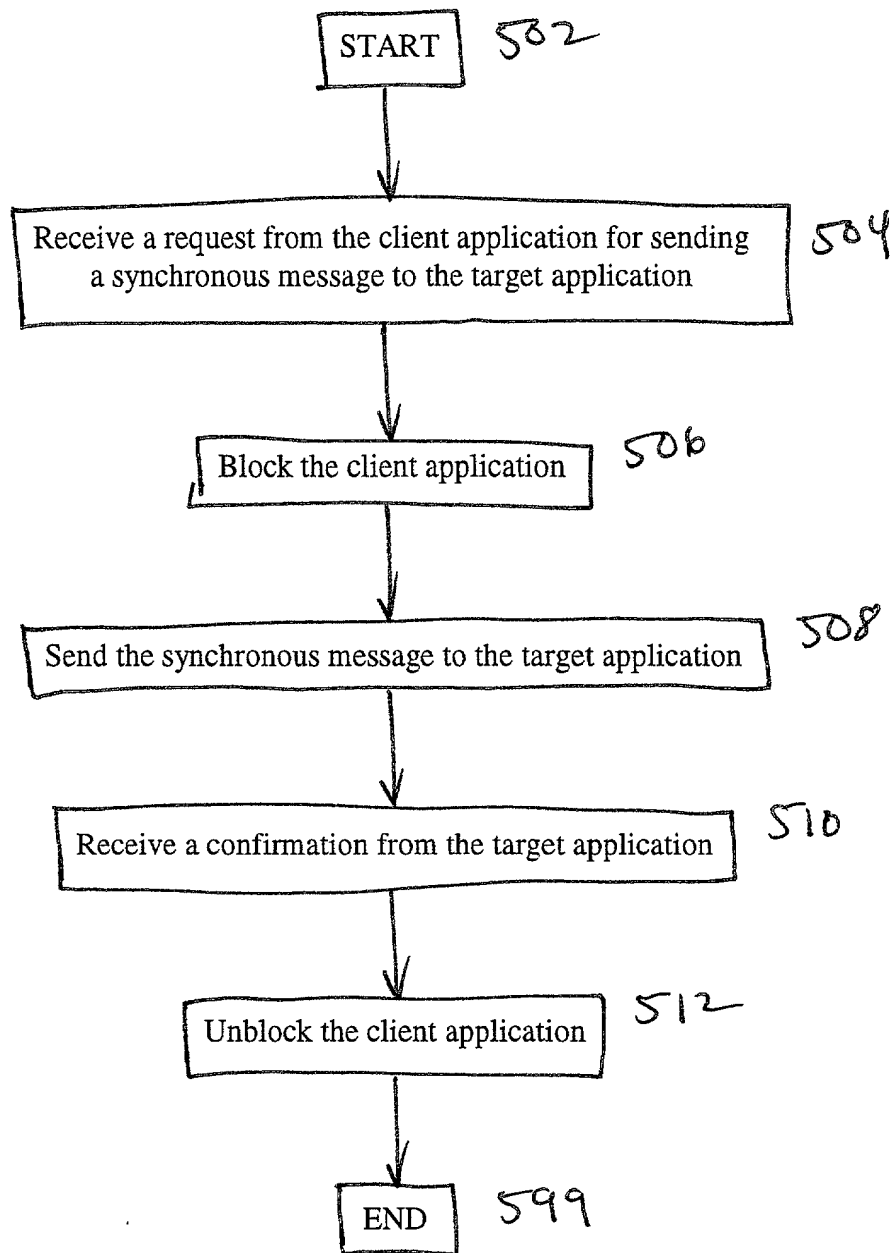 START 502
Receive a request from the client application for sending 504
a synchronous message to the target application
Block the client application 506
Send the synchronous message to the target application 508
Receive a confirmation from the target application 510
Unblock the client application 512
END 599